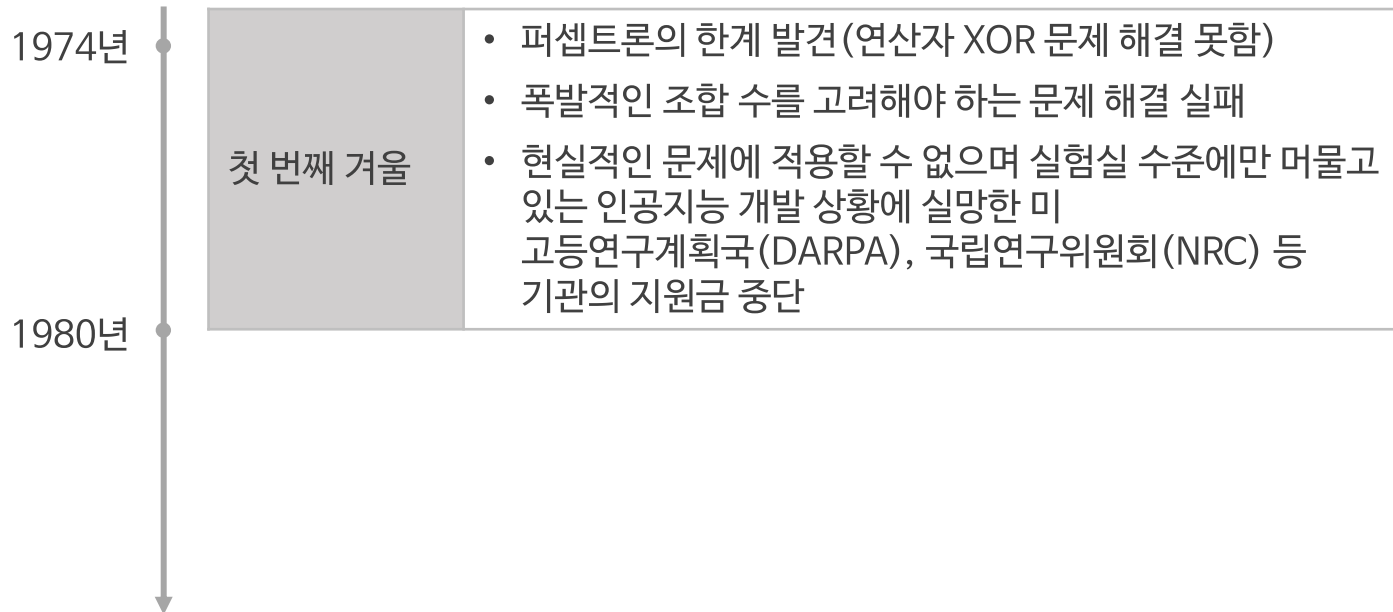 1974년
첫 번째 겨울
• 퍼셉트론의 한계 발견(연산자 XOR 문제 해결 못함)
• 폭발적인 조합 수를 고려해야 하는 문제 해결 실패
• 현실적인 문제에 적용할 수 없으며 실험실 수준에만 머물고
있는 인공지능 개발 상황에 실망한 미
고등연구계획국(DARPA), 국립연구위원회(NRC) 등
기관의 지원금 중단
1980년